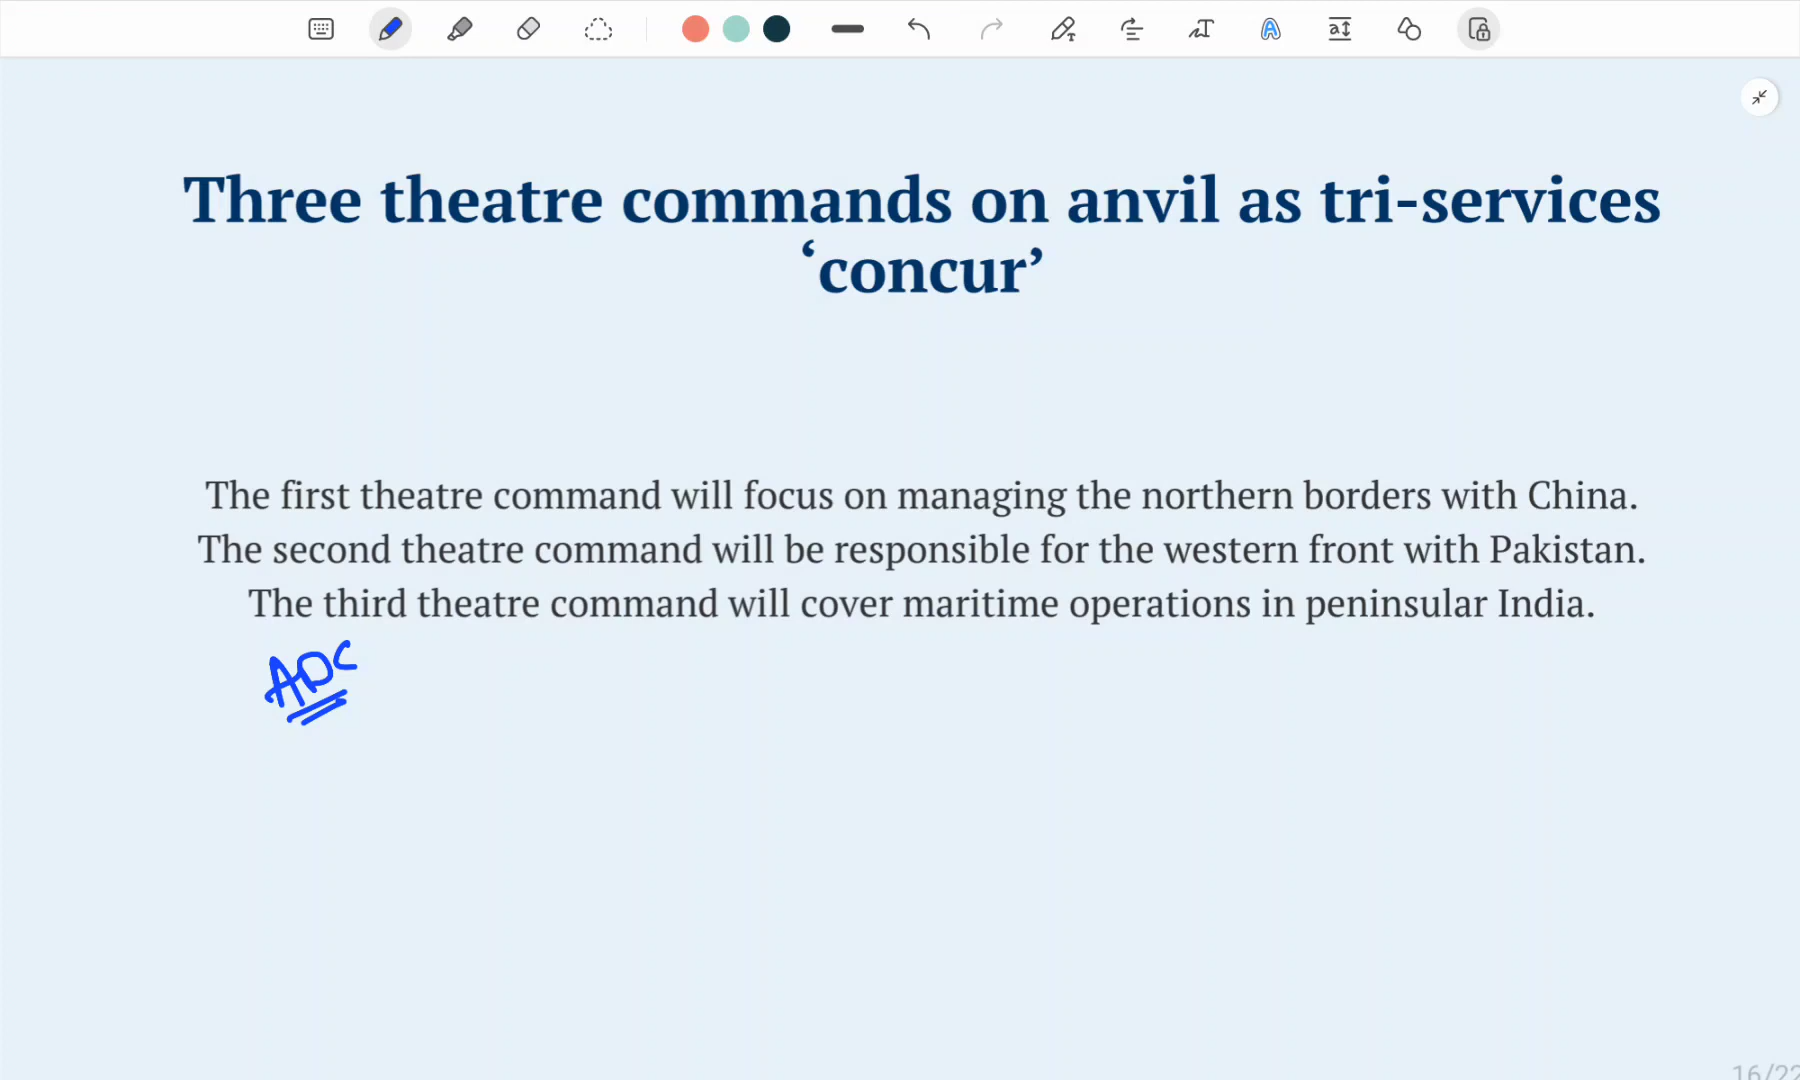 Three theatre commands on anvil as tri-services
‘concur’
The first theatre command will focus on managing the northern borders with China.
The second theatre command will be responsible for the western front with Pakistan.
The third theatre command will cover maritime operations in peninsular India.
ADC
16/22